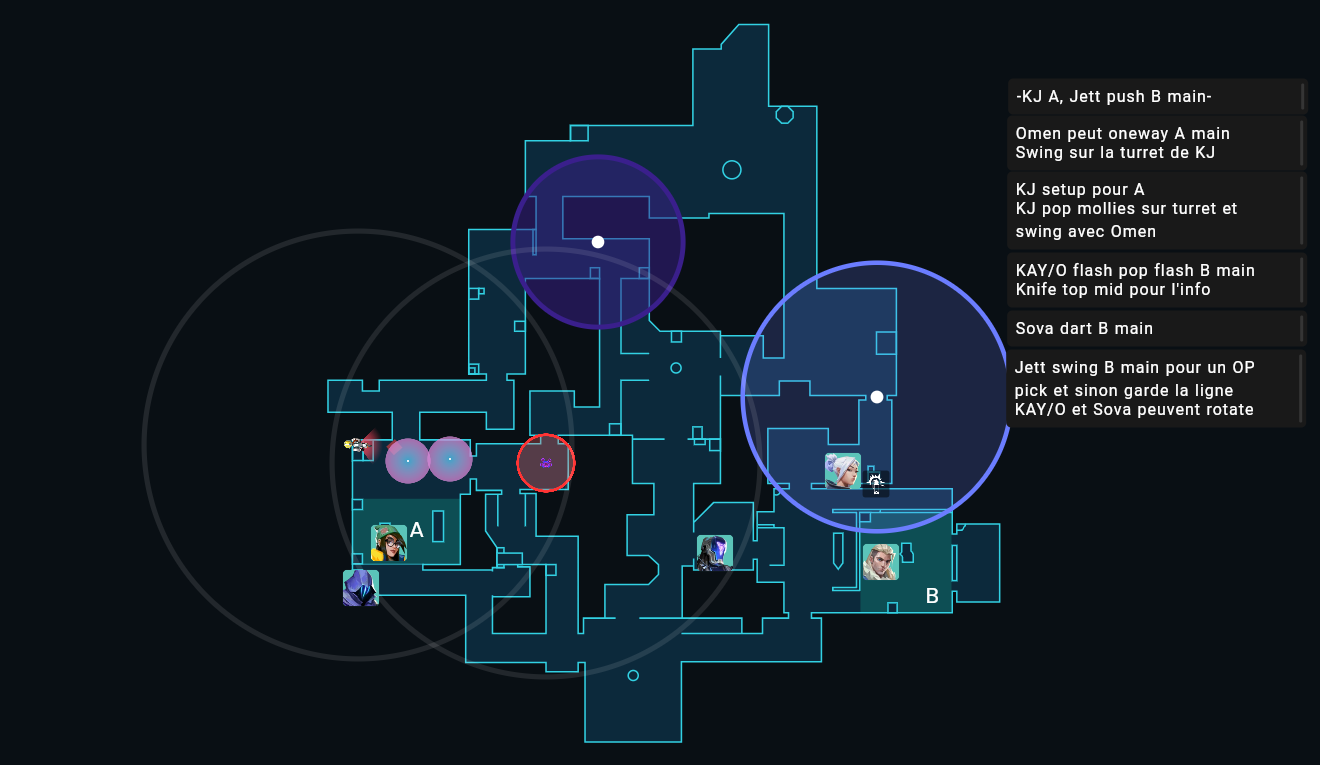 -KJ A, Jett push B main-
Omen peut oneway A main
Swing sur la turret de KJ
KJ setup pour A
KJ pop mollies sur turret et
swing avec Omen
KAY/O flash pop flash B main
Knife top mid pour l'info
Sova dart B main
Jett swing B main pour un OP
pick et sinon garde la ligne
KAY/O et Sova peuvent rotate
A
B